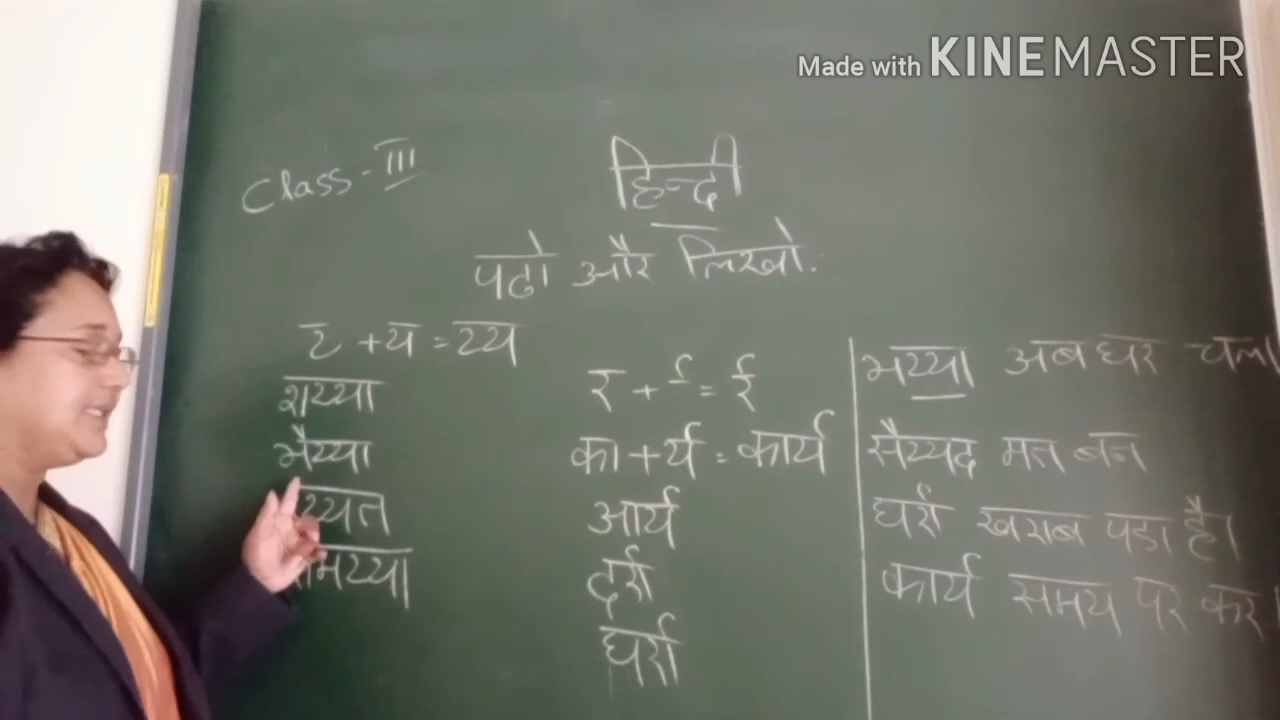 Made with KINEMASTER
Class - III
हिन्दी
पढो और लिखो.
य् + य = य्य
शय्या
भैय्या
य्यत
मय्या
र + र्  = र्र
का + र्य = कार्य
आर्य
दर्रा
घर्रा
भय्या अब घर चला
सैय्यद मत बन
घर्रा खराब पडा है।
कार्य समय पर कर